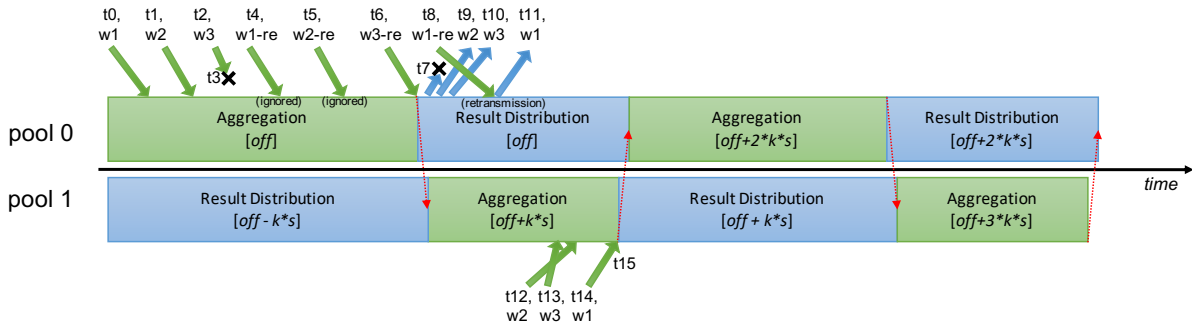 t0, t1, t2, t4, t5, t6, t8, t9, t10, t11,
w1 w2 w3 w1-re w2-re w3-re w1-re w2 w3 w1
t3 t7
(ignored) (ignored) (retransmission)
pool 0 Aggregation Result Distribution Aggregation Result Distribution
[off] [off] [off+2*k*s] [off+2*k*s]
time
pool 1 Result Distribution Aggregation Result Distribution Aggregation
[off - k*s] [off+k*s] [off + k*s] [off+3*k*s]
t15
t12, t13, t14,
w2 w3 w1